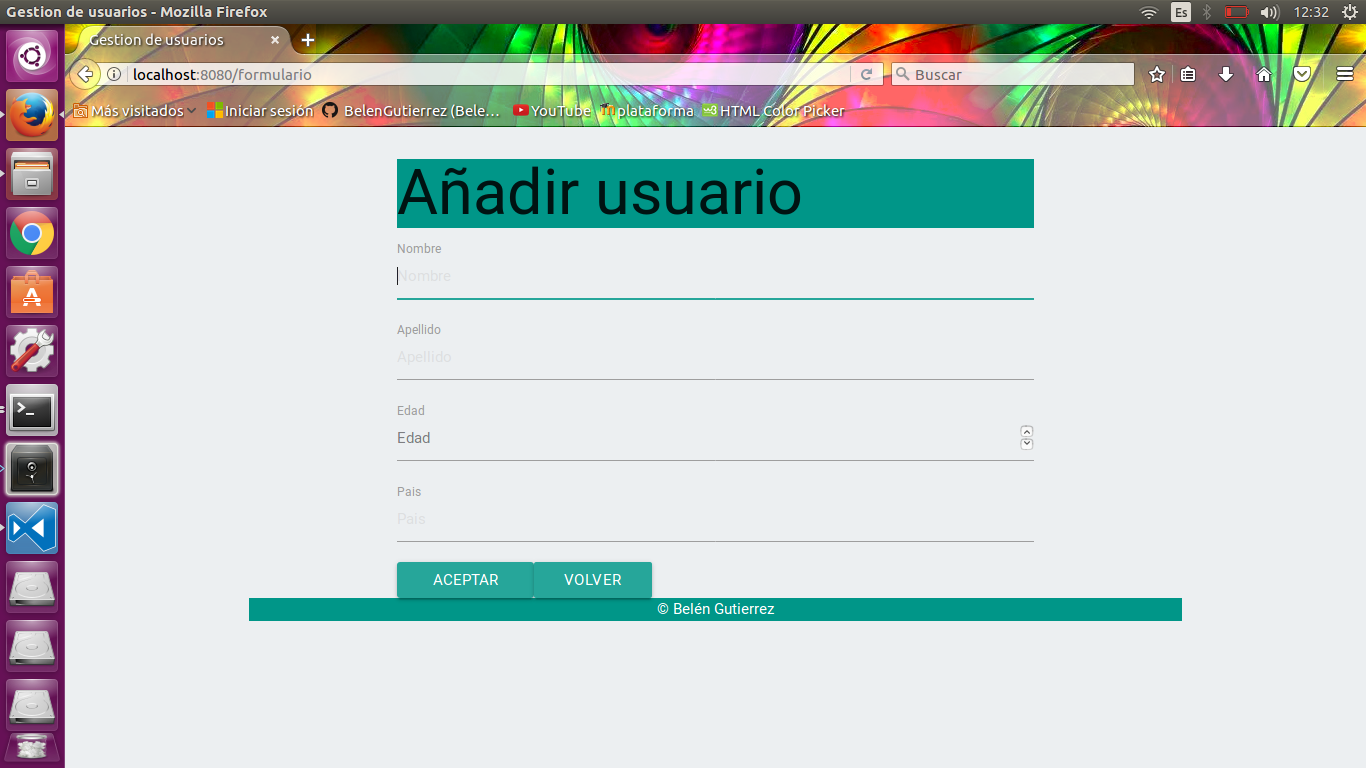 Gestion de usuarios - Mozilla Firefox
Es
12:32
Gestion de usuarios
localhost:8080/formulario
Buscar
Más visitados
Iniciar sesión
BelenGutierrez (Bele...
YouTube
plataforma
HTML Color Picker
Añadir usuario
Nombre
Nombre
Apellido
Apellido
Edad
Edad
Pais
Pais
ACEPTAR
VOLVER
© Belén Gutierrez